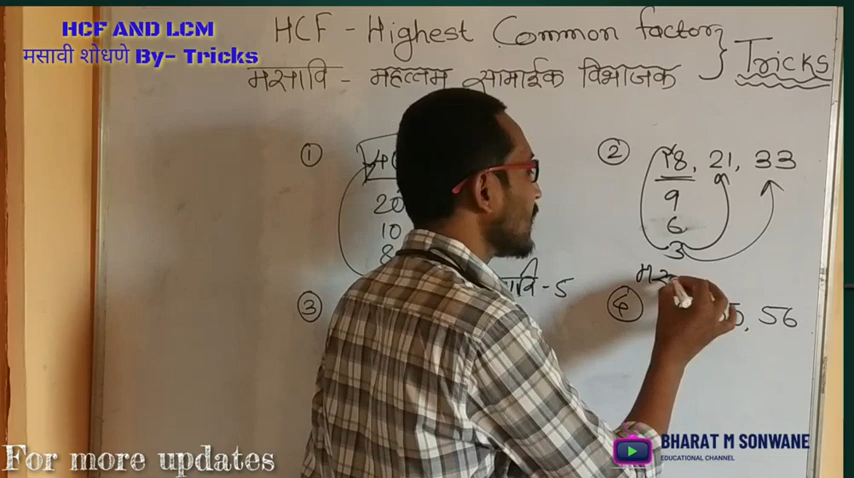 HCF AND LCM
मसावी शोधणे By- Tricks
HCF - Highest Common factor
मसावि - महत्तम सामाईक विभाजक
Tricks
①
20
10
8
सावि - 5
② 18, 21, 33
9
6
3
मस
③
④ 5, 56
BHARAT M SONWANE
EDUCATIONAL CHANNEL
For more updates